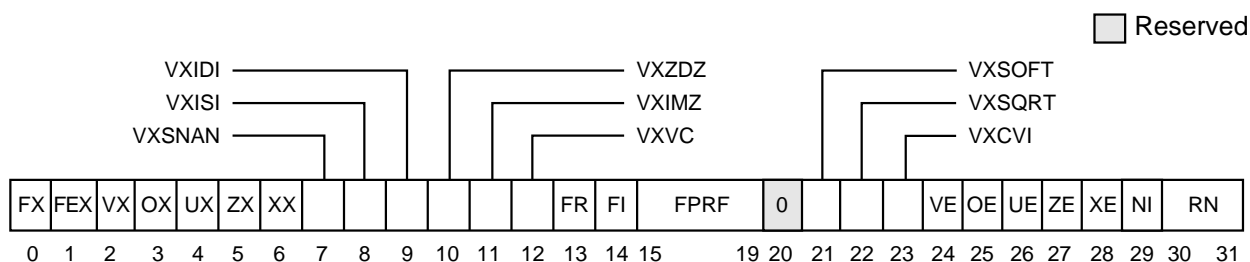 Reserved
VXIDI VXZDZ VXSOFT
VXISI VXIMZ VXSQRT
VXSNAN VXVC VXCVI
FX FEX VX OX UX ZX XX FR FI FPRF 0 VE OE UE ZE XE NI RN
0 1 2 3 4 5 6 7 8 9 10 11 12 13 14 15 19 20 21 22 23 24 25 26 27 28 29 30 31